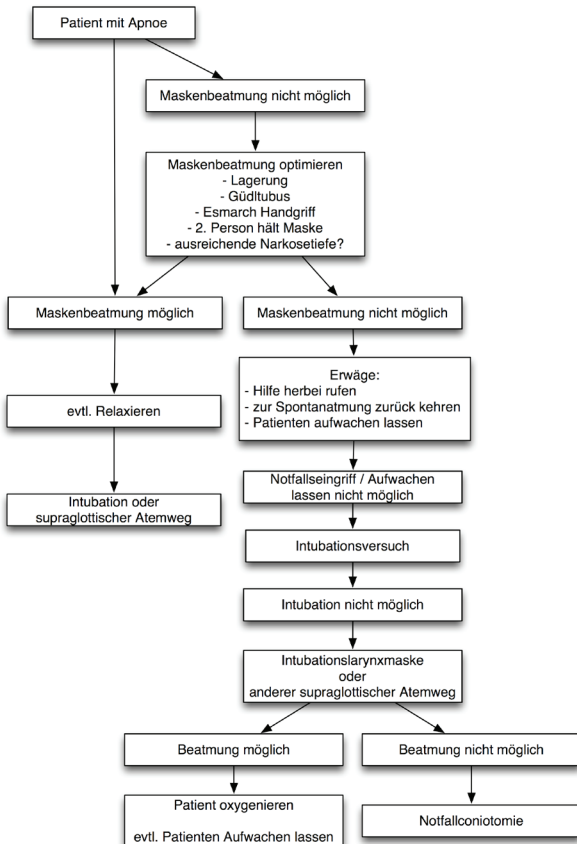 Patient mit Apnoe
Maskenbeatmung nicht möglich
Maskenbeatmung optimieren
- Lagerung
- Güdltubus
- Esmarch Handgriff
- 2. Person hält Maske
- ausreichende Narkosetiefe?
Maskenbeatmung möglich
Maskenbeatmung nicht möglich
Erwäge:
- Hilfe herbei rufen
- zur Spontanatmung zurück kehren
- Patienten aufwachen lassen
evtl. Relaxieren
Notfallseingriff / Aufwachen
lassen nicht möglich
Intubation oder
supraglottischer Atemweg
Intubationsversuch
Intubation nicht möglich
Intubationslarynxmaske
oder
anderer supraglottischer Atemweg
Beatmung möglich
Beatmung nicht möglich
Patient oxygenieren
evtl. Patienten Aufwachen lassen
Notfallconiotomie